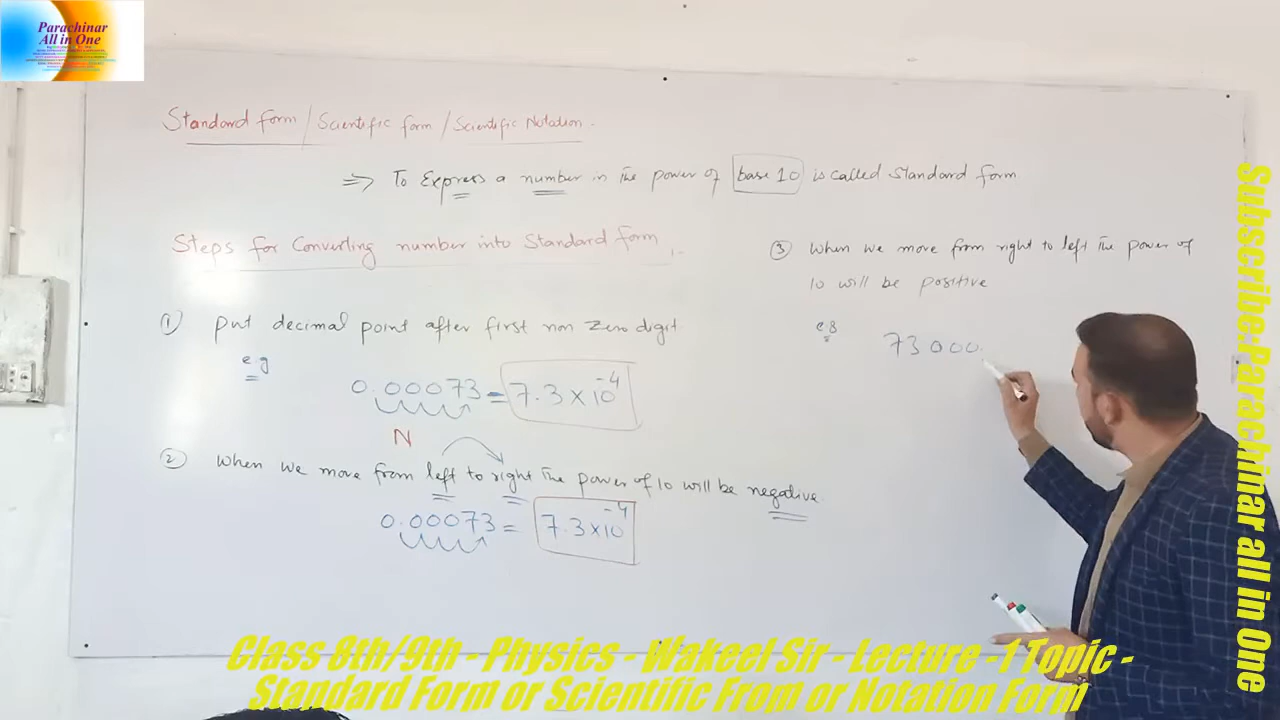 Parachinar
All in One
Standard form / Scientific form / Scientific Notation.
⇒ To Express a number in the power of base 10 is called Standard form
Steps for Converting number into Standard form.
① Put decimal point after first non Zero digit
e.g
0.00073 = 7.3×10⁻⁴
N
② When we move from left to right the power of 10 will be negative
0.00073 = 7.3×10⁻⁴
③ When we move from right to left the power of
10 will be positive
e.g
73000.
Subscribe.Parachinar all in One
Class 8th/9th - Physics - Wakeel Sir - Lecture -1 Topic -
Standard Form or Scientific From or Notation Form